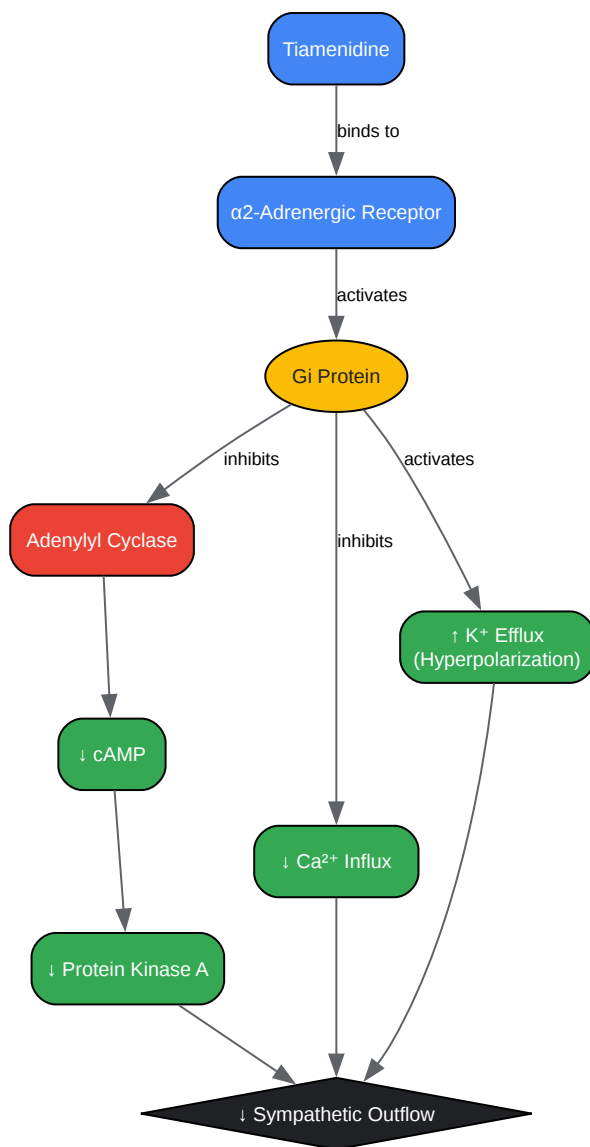 Tiamenidine
binds to
α2-Adrenergic Receptor
activates
Gi Protein
inhibits
activates
Adenylyl Cyclase
inhibits
↑ K⁺ Efflux
(Hyperpolarization)
↓ cAMP
↓ Ca²⁺ Influx
↓ Protein Kinase A
↓ Sympathetic Outflow